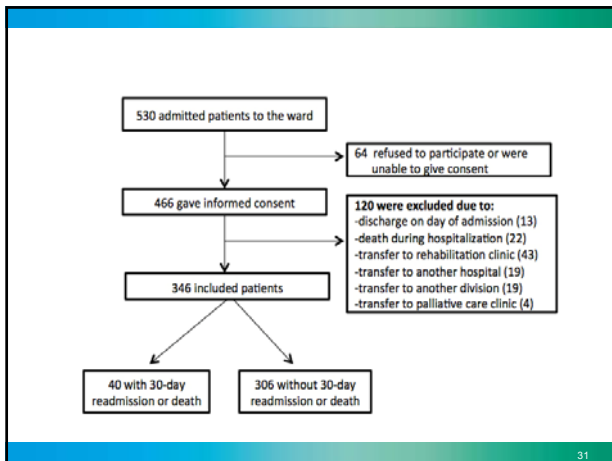 530 admitted patients to the ward
64 refused to participate or were
unable to give consent
466 gave informed consent
120 were excluded due to:
-discharge on day of admission (13)
-death during hospitalization (22)
-transfer to rehabilitation clinic (43)
-transfer to another hospital (19)
-transfer to another division (19)
-transfer to palliative care clinic (4)
346 included patients
40 with 30-day
readmission or death
306 without 30-day
readmission or death
31